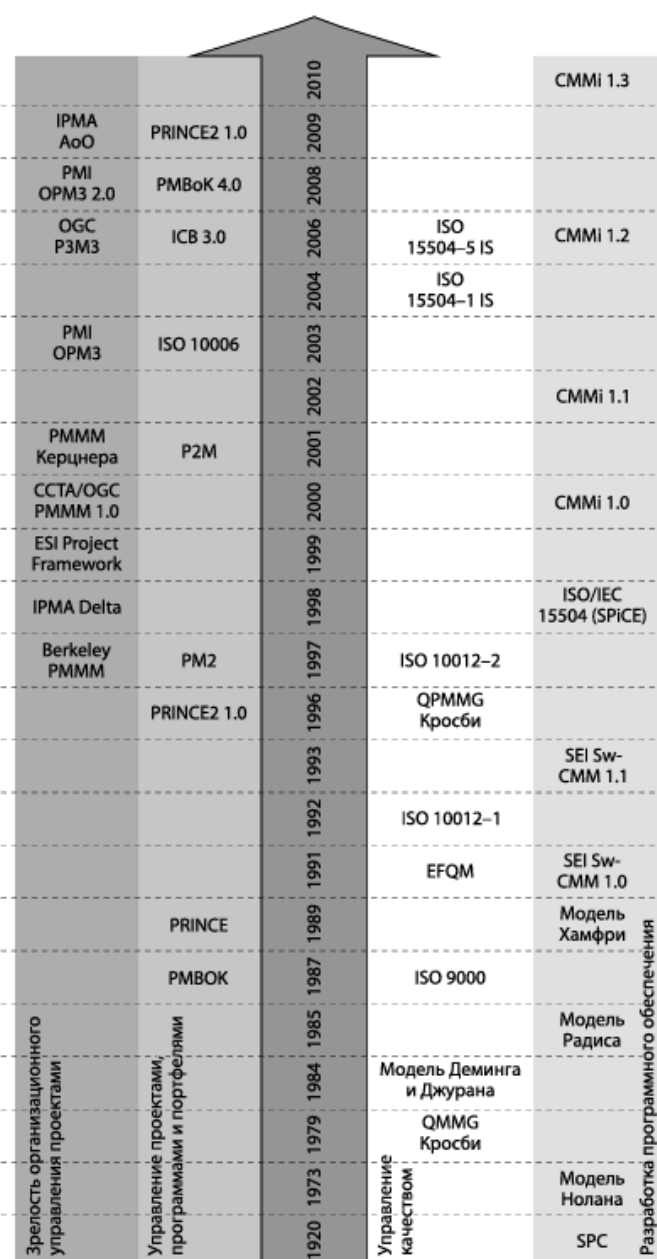 2010
CMMi 1.3
IPMA
AoO
PRINCE2 1.0
2009
PMI
OPM3 2.0
PMBoK 4.0
2008
OGC
P3M3
ICB 3.0
2006
ISO
15504–5 IS
CMMi 1.2
2004
ISO
15504–1 IS
PMI
OPM3
ISO 10006
2003
2002
CMMi 1.1
PMMM
Керцнера
P2M
2001
CCTA/OGC
PMMM 1.0
2000
CMMi 1.0
ESI Project
Framework
1999
IPMA Delta
1998
ISO/IEC
15504 (SPiCE)
Berkeley
PMMM
PM2
1997
ISO 10012–2
PRINCE2 1.0
1996
QPMMG
Кросби
1993
SEI Sw-
CMM 1.1
1992
ISO 10012–1
1991
EFQM
SEI Sw-
CMM 1.0
PRINCE
1989
Модель
Хамфри
PMBOK
1987
ISO 9000
1985
Модель
Радиса
1984
Модель Деминга
и Джурана
1979
QMMG
Кросби
1973
Модель
Нолана
1920
SPC
Зрелость организационного
управления проектами
Управление проектами,
программами и портфелями
Управление
качеством
Разработка программного обеспечения